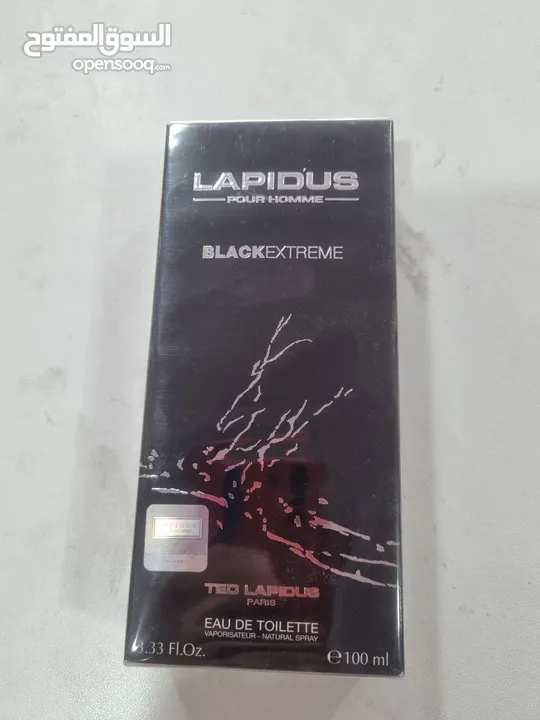 السوق المفتوح
opensooq.com
LAPIDUS
POUR HOMME
BLACKEXTREME
TED LAPIDUS
PARIS
EAU DE TOILETTE
VAPORISATEUR - NATURAL SPRAY
3.33 Fl.Oz.
℮100 ml